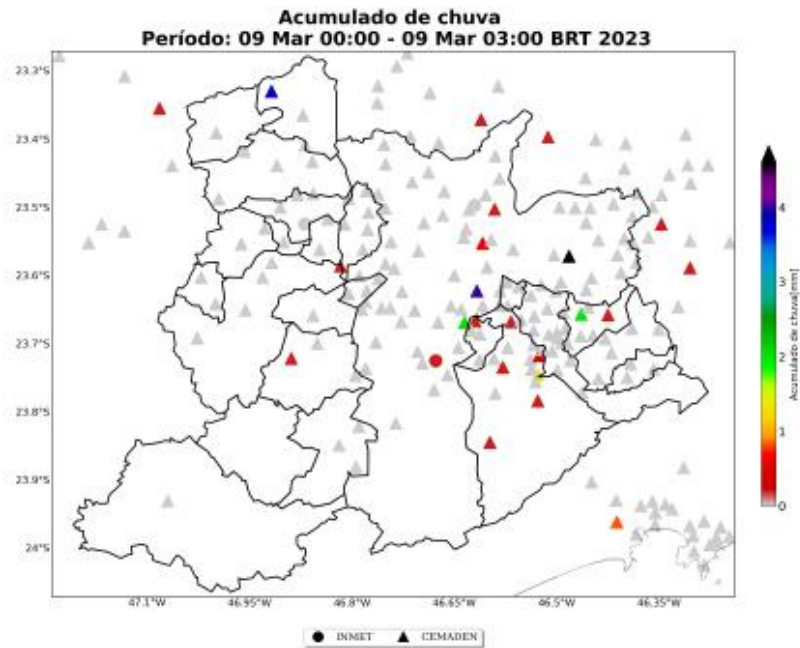 Acumulado de chuva
Período: 09 Mar 00:00 - 09 Mar 03:00 BRT 2023
23.3°S
23.4°S
23.5°S
23.6°S
23.7°S
23.8°S
23.9°S
24°S
47.1°W 46.95°W 46.8°W 46.65°W 46.5°W 46.35°W
4
3
2
1
0
Acumulado de chuva[mm]
INMET CEMADEN